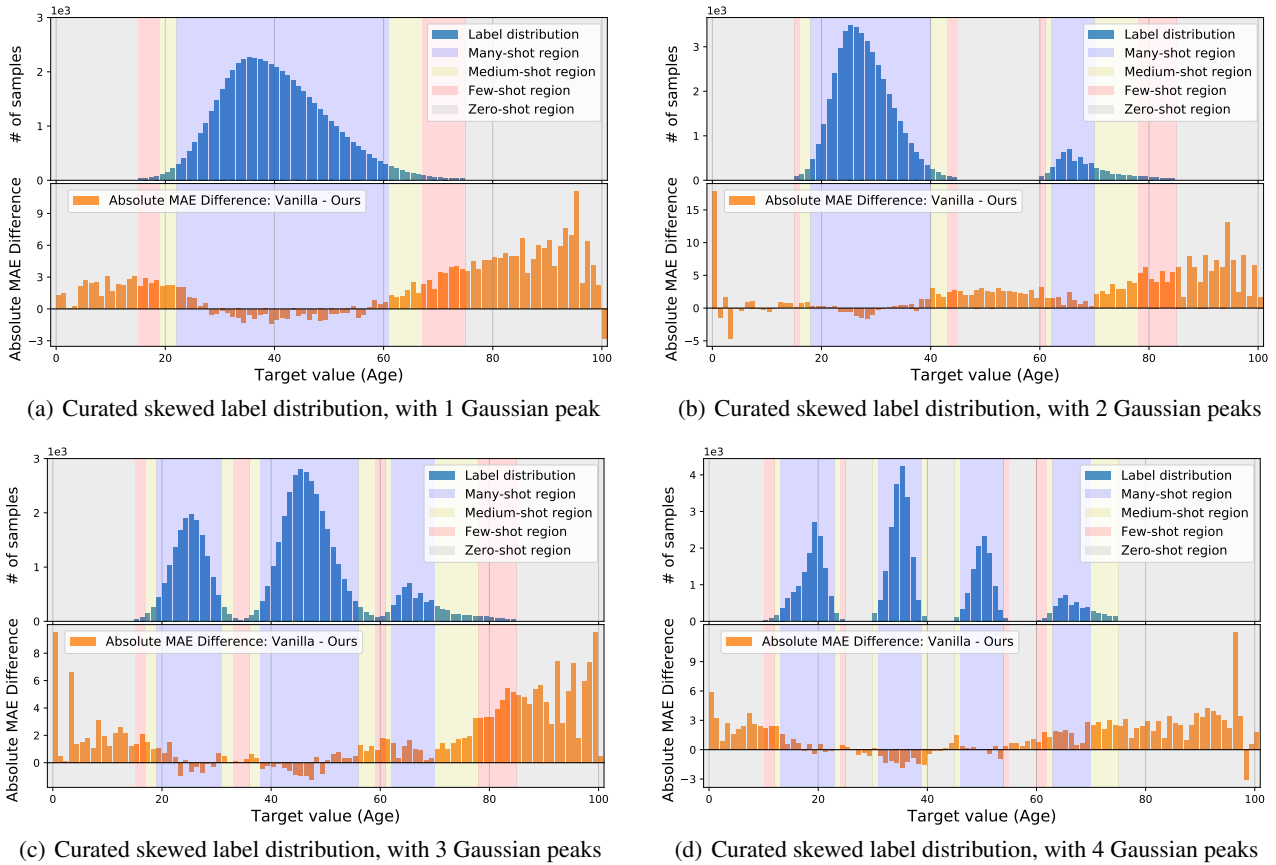 1e3
3
2
1
0
# of samples
Label distribution
Many-shot region
Medium-shot region
Few-shot region
Zero-shot region
9
6
3
0
−3
Absolute MAE Difference
Absolute MAE Difference: Vanilla - Ours
0 20 40 60 80 100
Target value (Age)
(a) Curated skewed label distribution, with 1 Gaussian peak
1e3
3
2
1
0
# of samples
Label distribution
Many-shot region
Medium-shot region
Few-shot region
Zero-shot region
15
10
5
0
−5
Absolute MAE Difference
Absolute MAE Difference: Vanilla - Ours
0 20 40 60 80 100
Target value (Age)
(b) Curated skewed label distribution, with 2 Gaussian peaks
1e3
3
2
1
0
# of samples
Label distribution
Many-shot region
Medium-shot region
Few-shot region
Zero-shot region
8
6
4
2
0
Absolute MAE Difference
Absolute MAE Difference: Vanilla - Ours
0 20 40 60 80 100
Target value (Age)
(c) Curated skewed label distribution, with 3 Gaussian peaks
1e3
4
3
2
1
0
# of samples
Label distribution
Many-shot region
Medium-shot region
Few-shot region
Zero-shot region
9
6
3
0
−3
Absolute MAE Difference
Absolute MAE Difference: Vanilla - Ours
0 20 40 60 80 100
Target value (Age)
(d) Curated skewed label distribution, with 4 Gaussian peaks